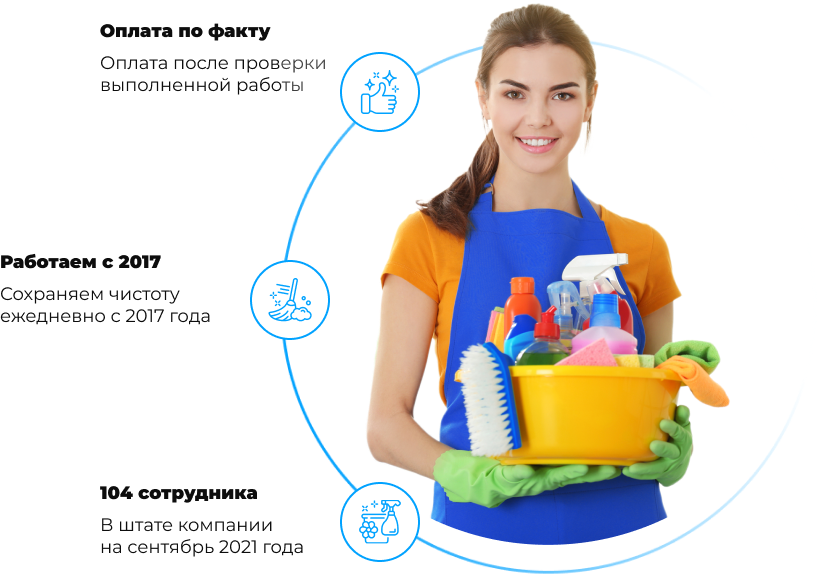 Оплата по факту
Оплата после проверки
выполненной работы
Работаем с 2017
Сохраняем чистоту
ежедневно с 2017 года
104 сотрудника
В штате компании
на сентябрь 2021 года